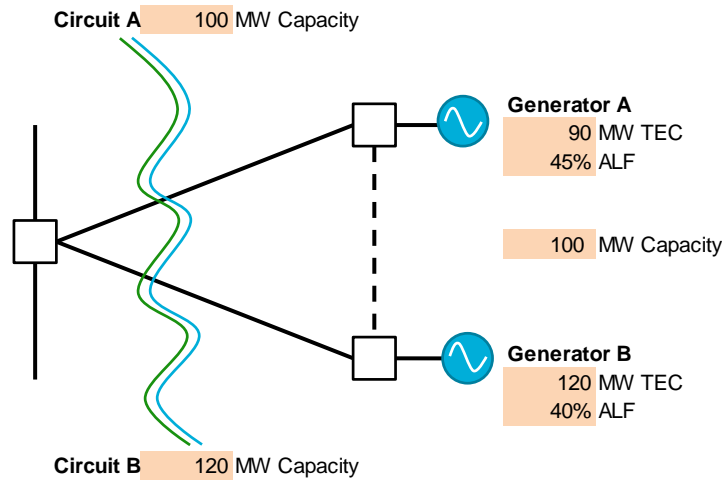 Circuit A 100 MW Capacity
Generator A
90 MW TEC
45% ALF
100 MW Capacity
Generator B
120 MW TEC
40% ALF
Circuit B 120 MW Capacity